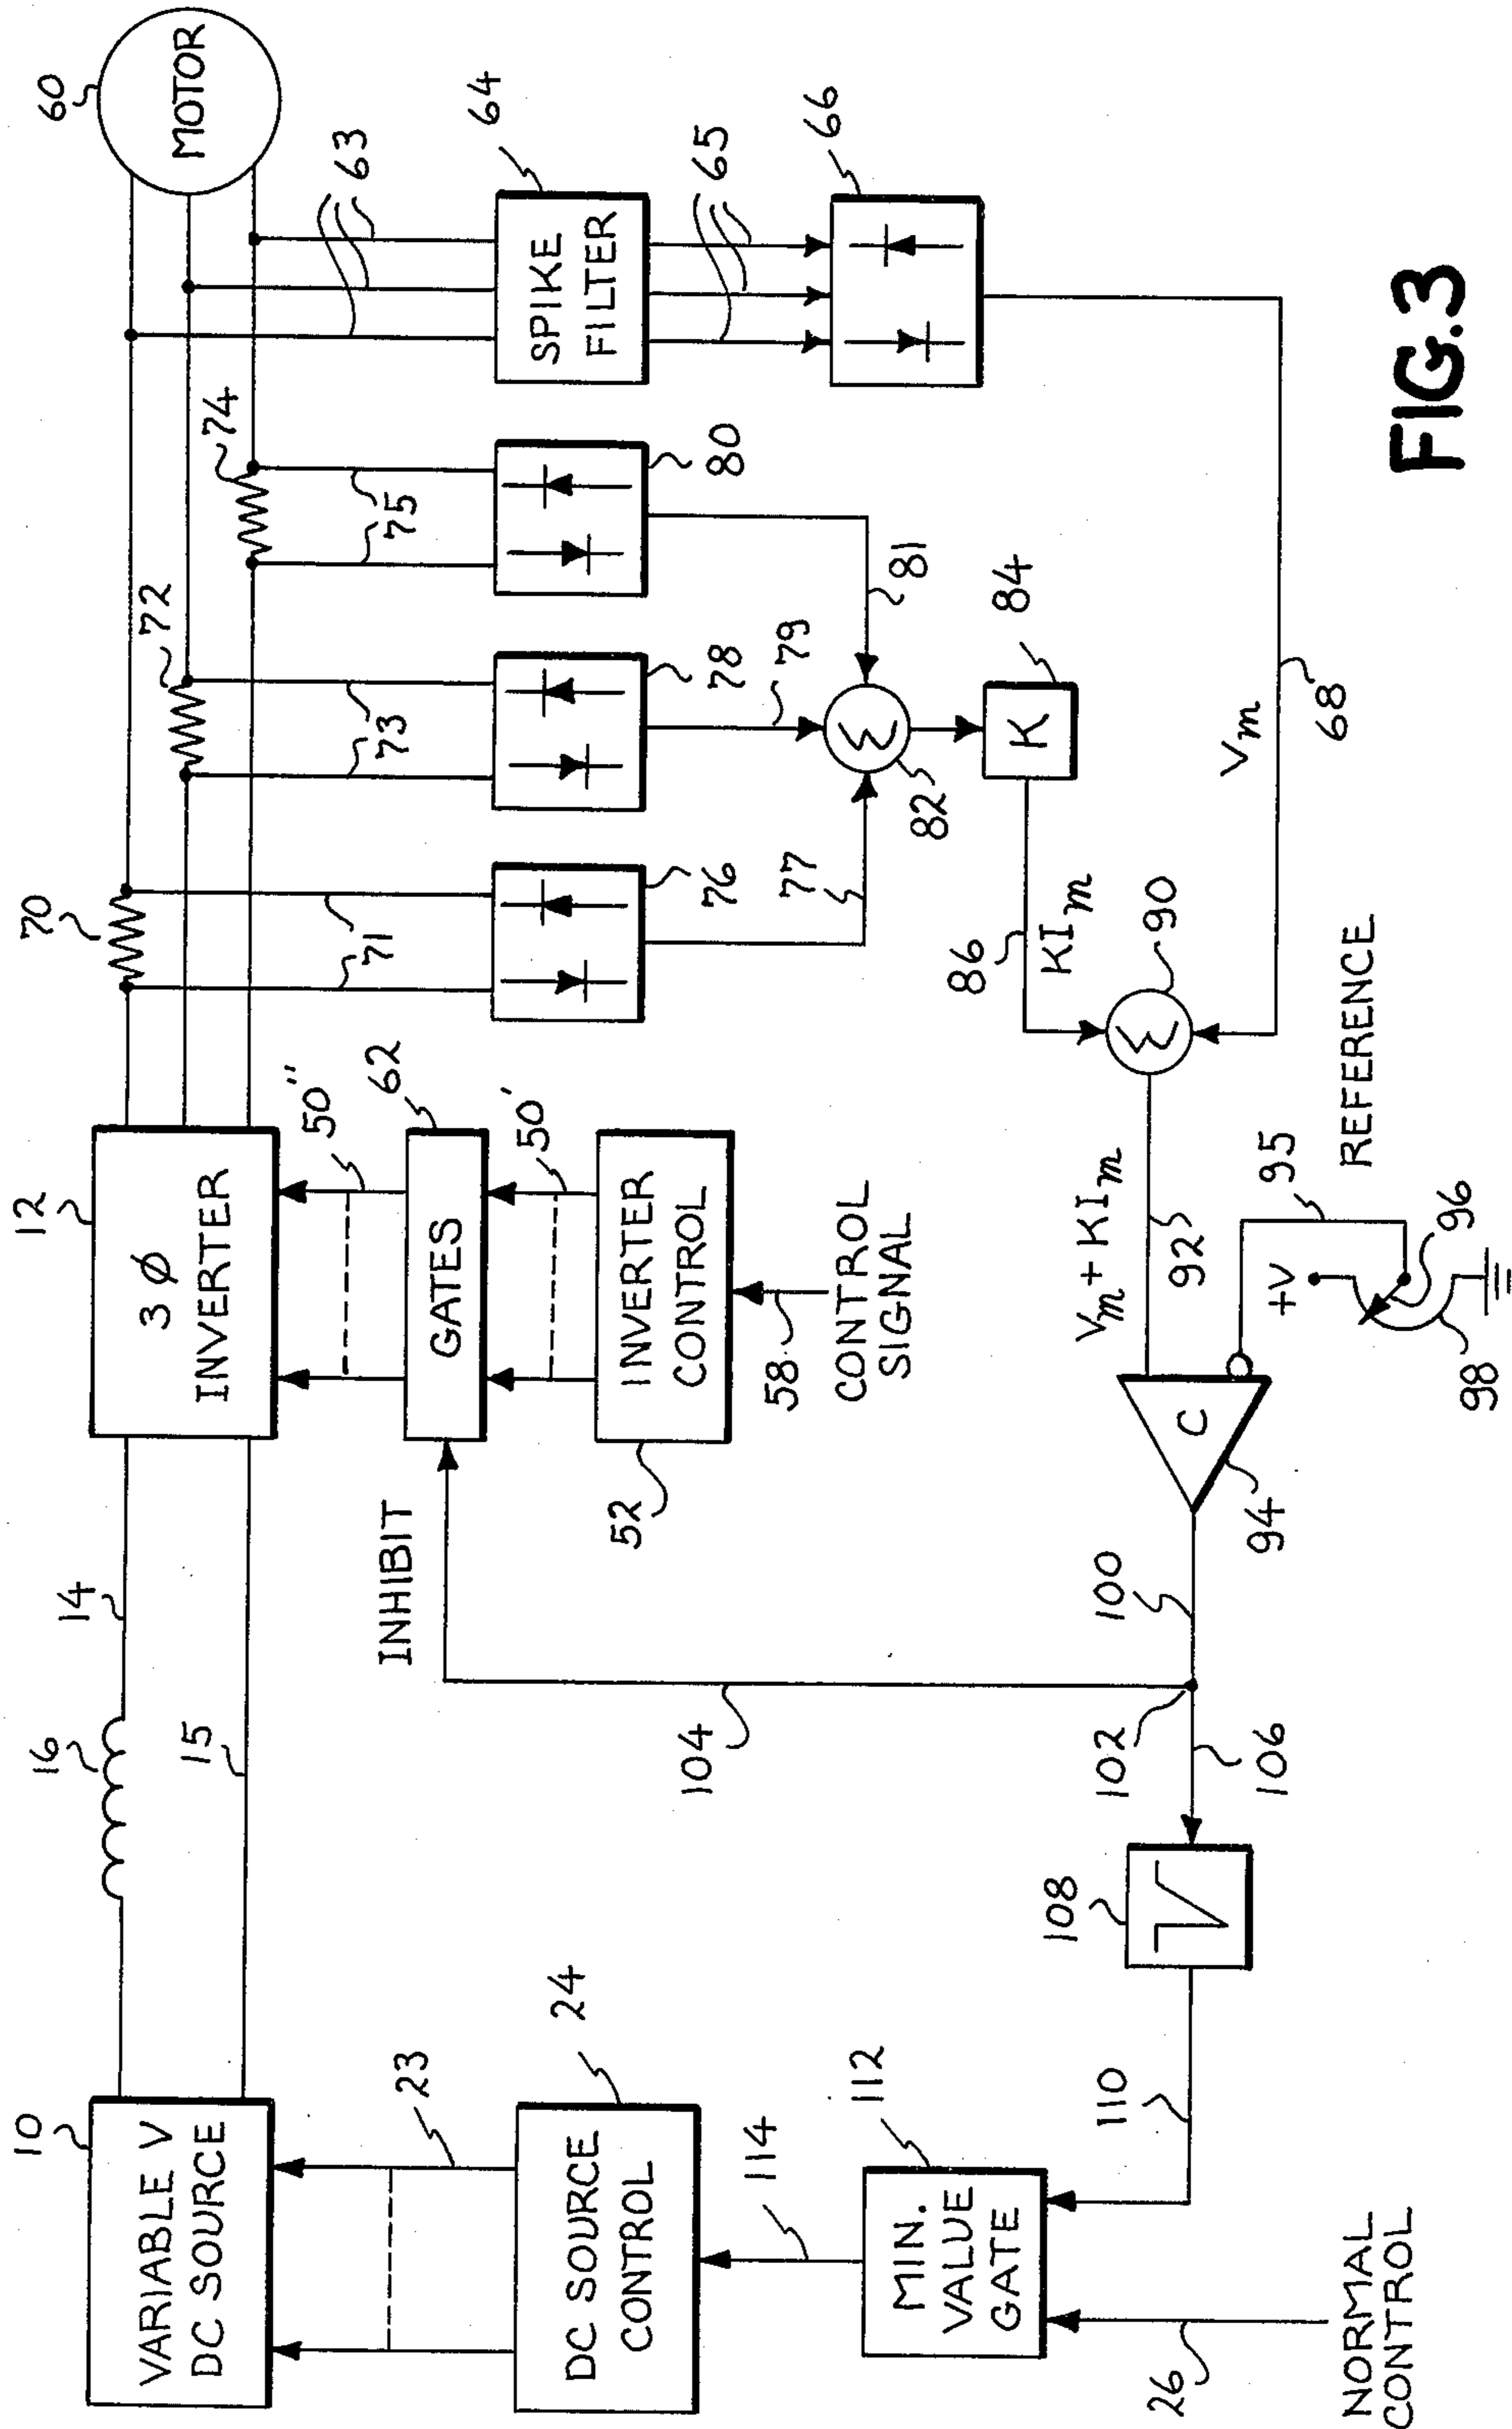 10
VARIABLE V
DC SOURCE
16
14
15
12
3 Ø
INVERTER
70
72
74
60
MOTOR
23
24
DC SOURCE
CONTROL
INHIBIT
50"
62
GATES
50'
INVERTER
CONTROL
52
58
CONTROL
SIGNAL
71
73
75
63
64
SPIKE
FILTER
65
66
76
78
80
77
79
81
82
Σ
84
K
86
KIm
Vm
68
90
Σ
Vm + KIm
92
C
94
95
REFERENCE
+V
96
98
100
102
104
106
108
110
112
114
MIN.
VALUE
GATE
26
NORMAL
CONTROL
FIG.3